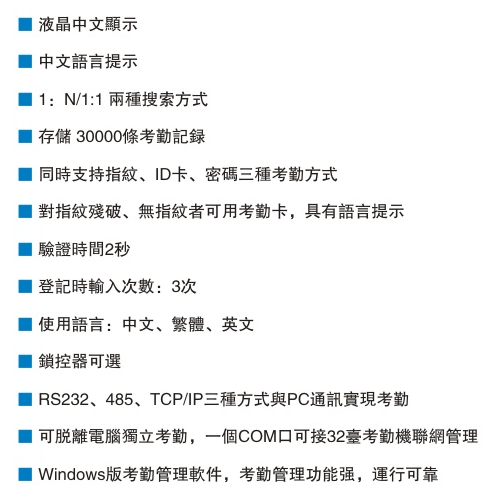 ■ 液晶中文顯示
■ 中文語言提示
■ 1：N/1:1 兩種搜索方式
■ 存儲 30000條考勤記録
■ 同時支持指紋、ID卡、密碼三種考勤方式
■ 對指紋殘破、無指紋者可用考勤卡，具有語言提示
■ 驗證時間2秒
■ 登記時輸入次數：3次
■ 使用語言：中文、繁體、英文
■ 鎖控器可選
■ RS232、485、TCP/IP三種方式與PC通訊實現考勤
■ 可脱離電腦獨立考勤，一個COM口可接32臺考勤機聯網管理
■ Windows版考勤管理軟件，考勤管理功能强，運行可靠